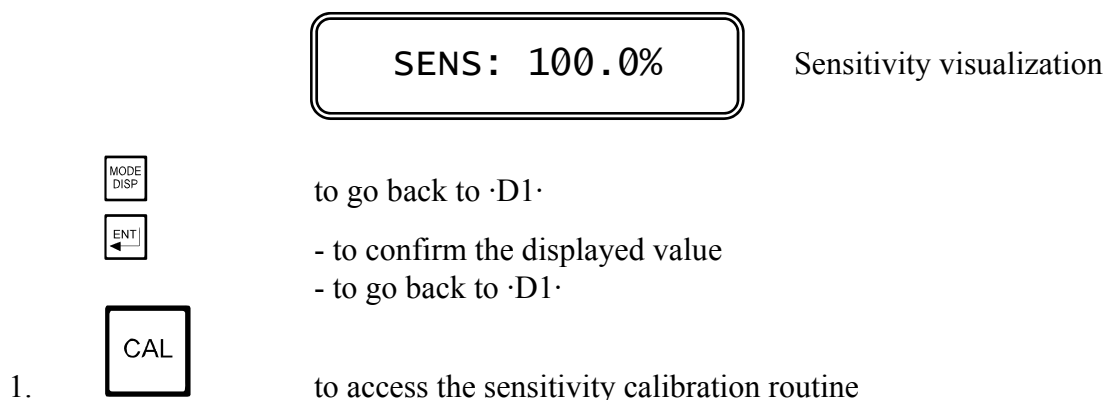 SENS: 100.0% Sensitivity visualization
MODE
DISP
to go back to ·D1·
ENT
- to confirm the displayed value
- to go back to ·D1·
CAL
1. to access the sensitivity calibration routine